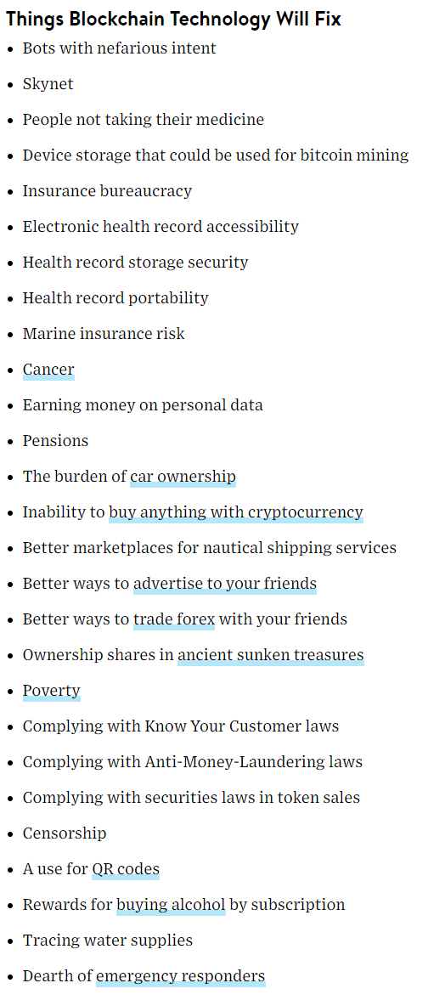 Things Blockchain Technology Will Fix
Bots with nefarious intent
Skynet
People not taking their medicine
Device storage that could be used for bitcoin mining
Insurance bureaucracy
Electronic health record accessibility
Health record storage security
Health record portability
Marine insurance risk
Cancer
Earning money on personal data
Pensions
The burden of car ownership
Inability to buy anything with cryptocurrency
Better marketplaces for nautical shipping services
Better ways to advertise to your friends
Better ways to trade forex with your friends
Ownership shares in ancient sunken treasures
Poverty
Complying with Know Your Customer laws
Complying with Anti-Money-Laundering laws
Complying with securities laws in token sales
Censorship
A use for QR codes
Rewards for buying alcohol by subscription
Tracing water supplies
Dearth of emergency responders